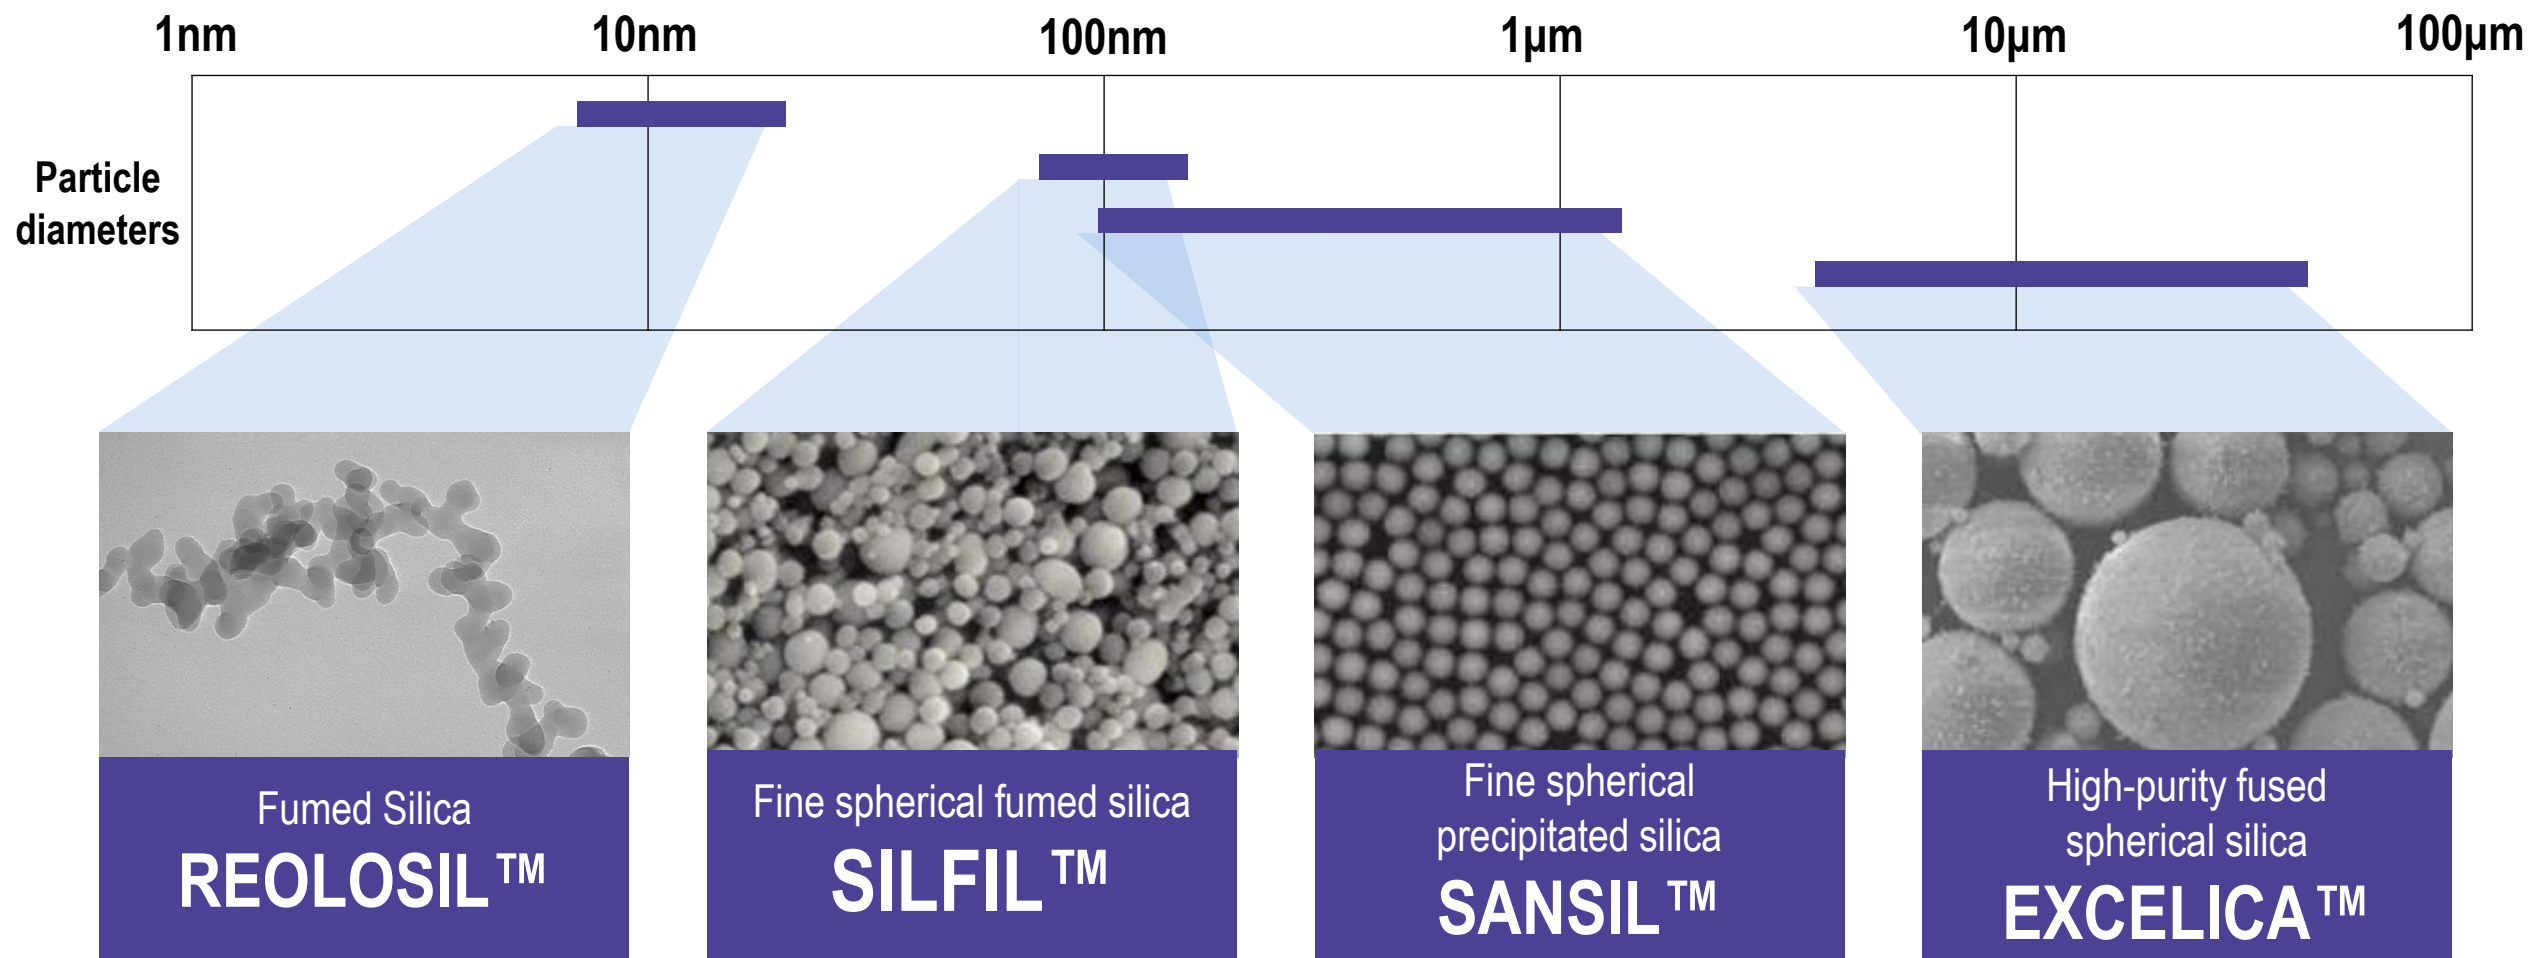 1nm 10nm 100nm 1µm 10µm 100µm
Particle
diameters
Fumed Silica
REOLOSIL™
Fine spherical fumed silica
SILFIL™
Fine spherical
precipitated silica
SANSIL™
High-purity fused
spherical silica
EXCELICA™